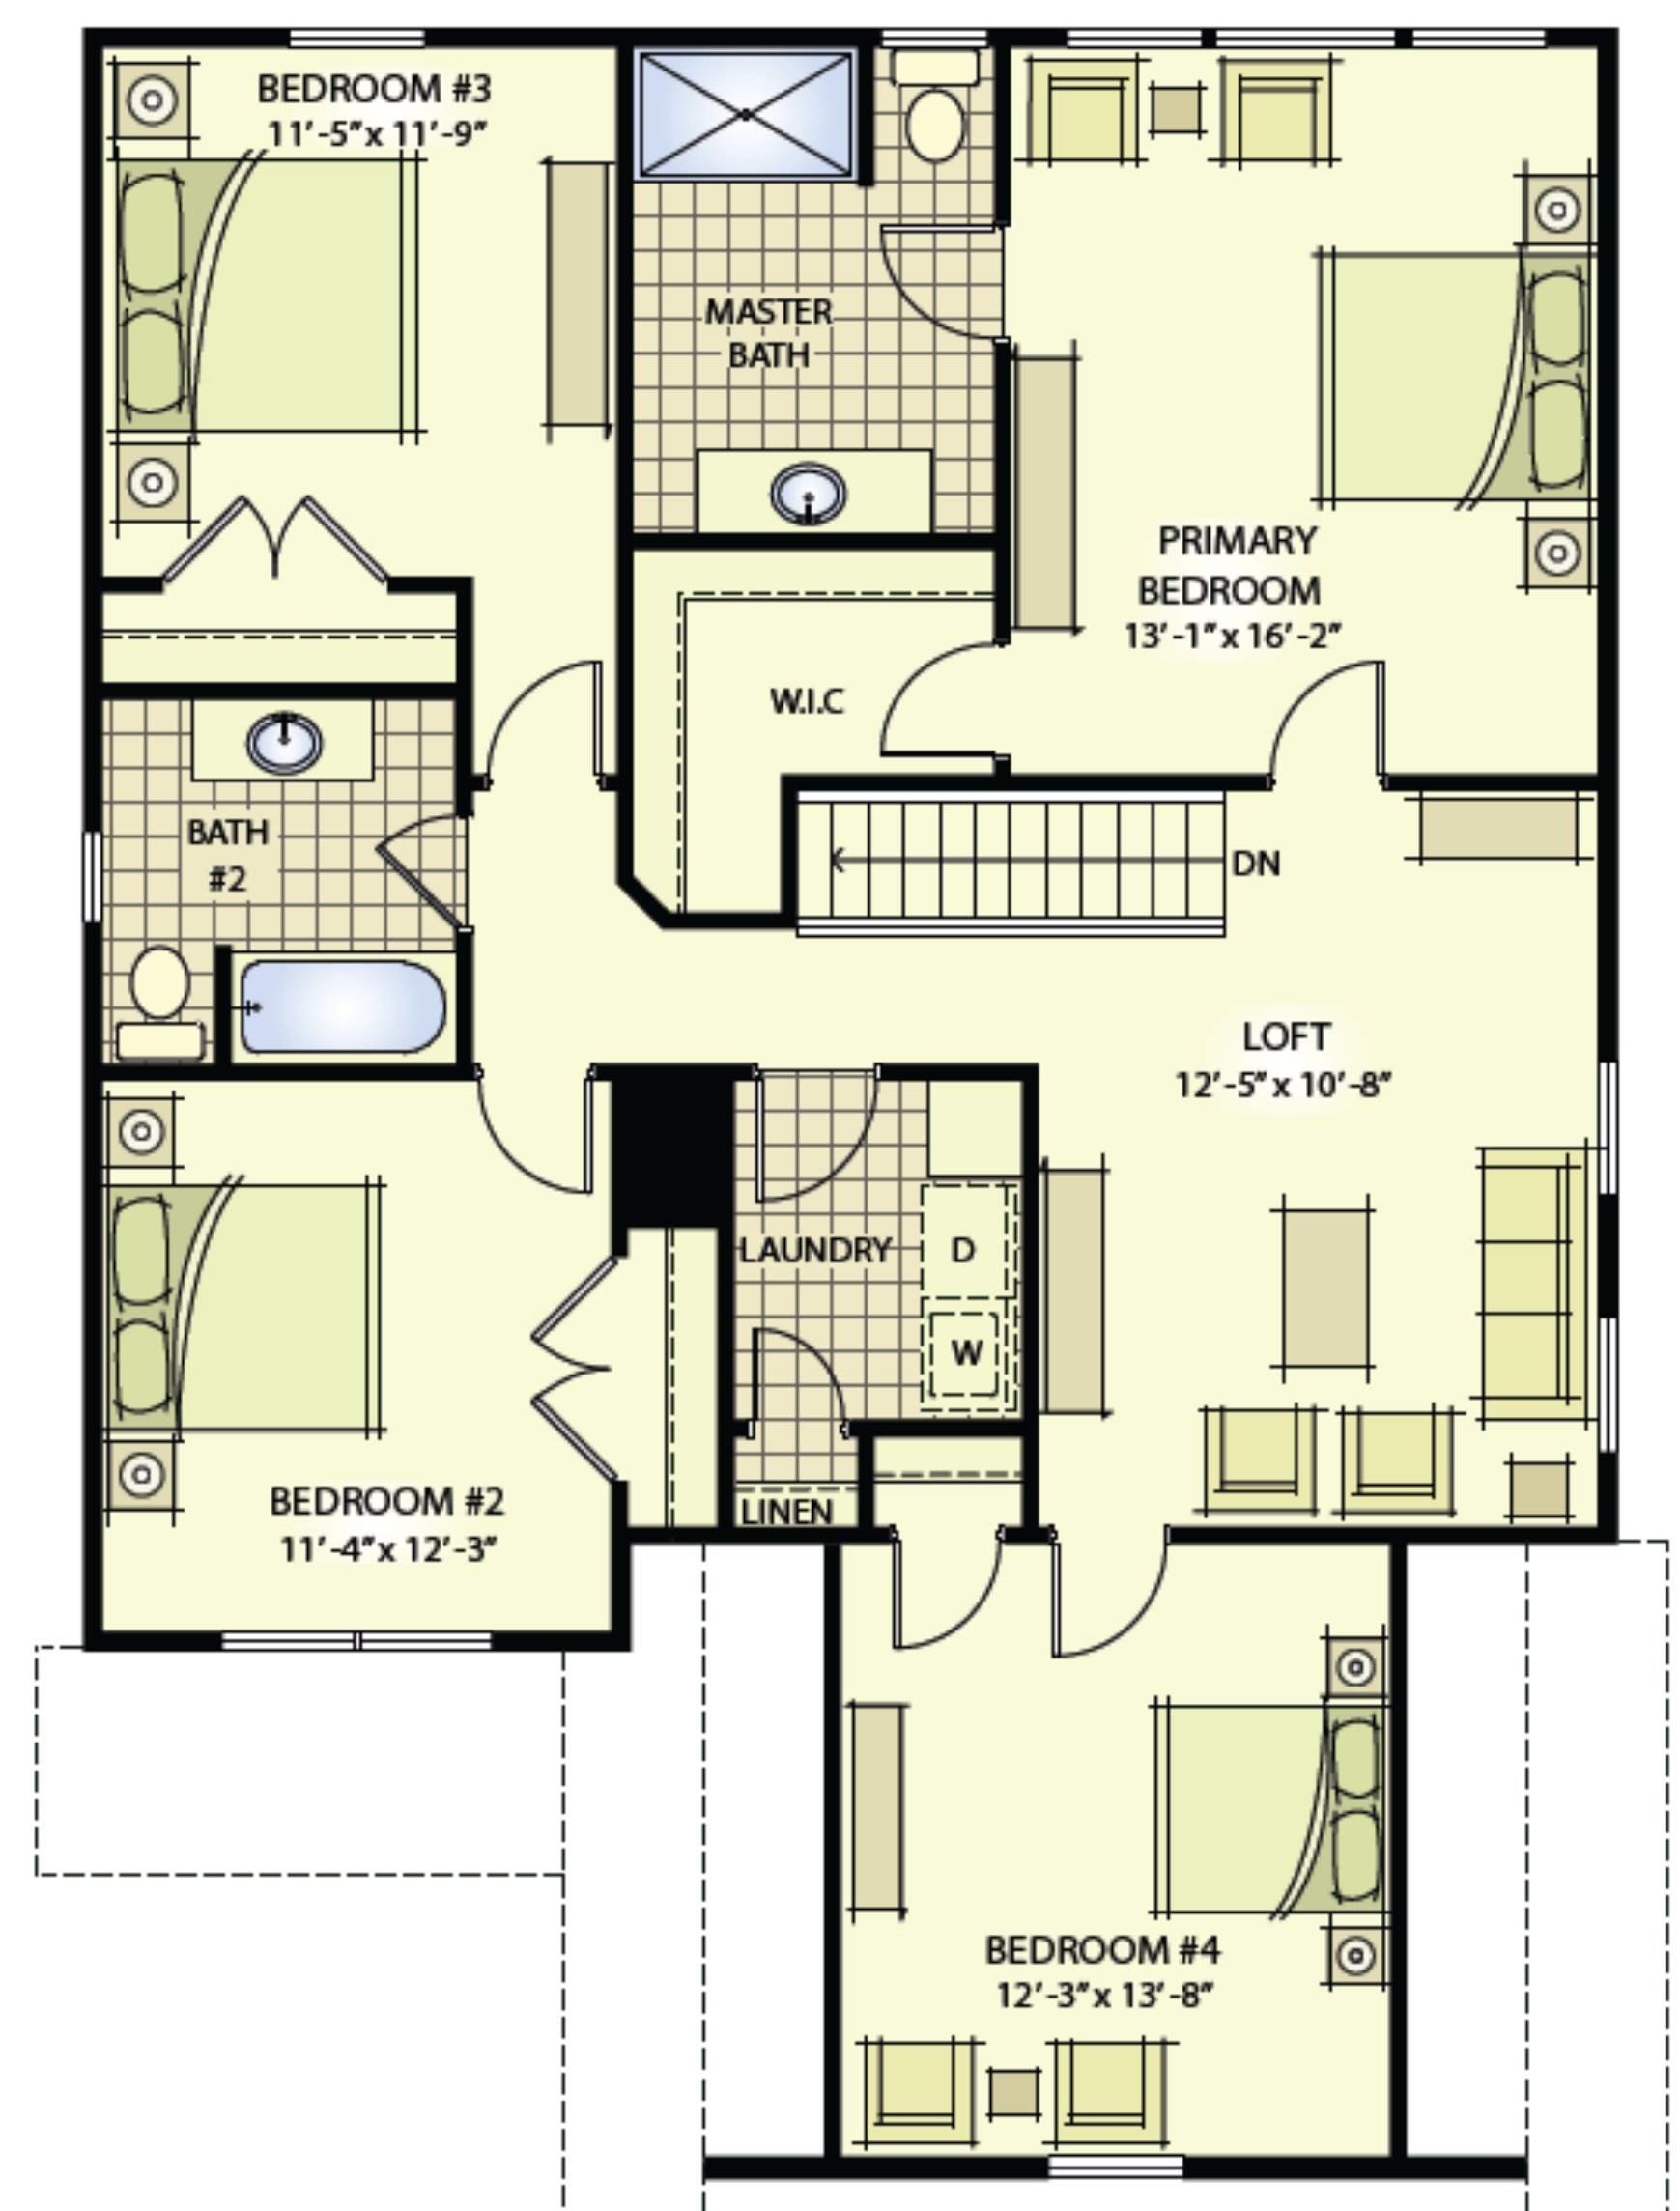 BEDROOM #3
11'-5" x 11'-9"
MASTER
BATH
PRIMARY
BEDROOM
13'-1" x 16'-2"
W.I.C
BATH
#2
DN
LOFT
12'-5" x 10'-8"
LAUNDRY
D
W
LINEN
BEDROOM #2
11'-4" x 12'-3"
BEDROOM #4
12'-3" x 13'-8"